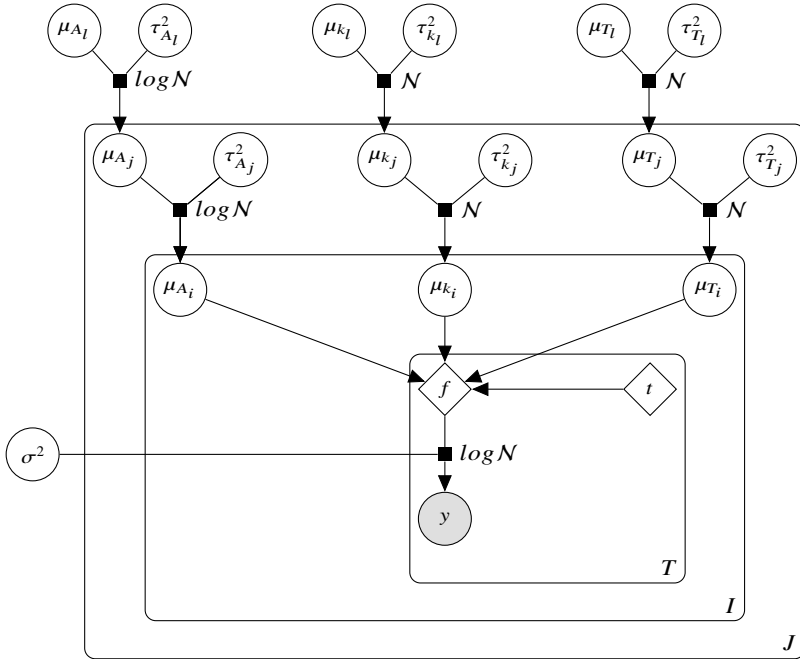 μ_{A_l} τ²_{A_l} μ_{k_l} τ²_{k_l} μ_{T_l} τ²_{T_l}
log𝒩 𝒩 𝒩
μ_{A_j} τ²_{A_j} μ_{k_j} τ²_{k_j} μ_{T_j} τ²_{T_j}
log𝒩 𝒩 𝒩
μ_{A_i} μ_{k_i} μ_{T_i}
f t
σ² log𝒩
y
T
I
J